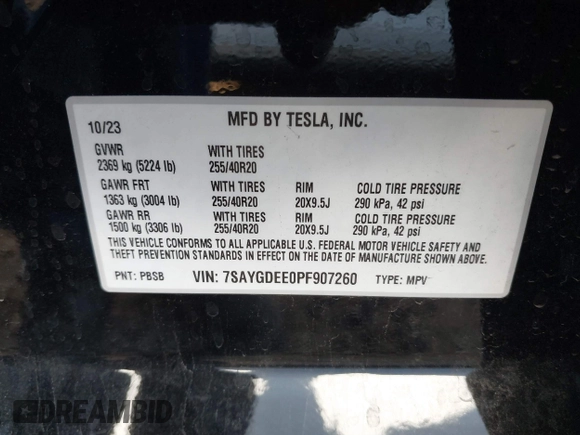 10/23 MFD BY TESLA, INC.
GVWR WITH TIRES
2369 kg (5224 lb) 255/40R20
GAWR FRT WITH TIRES RIM COLD TIRE PRESSURE
1363 kg (3004 lb) 255/40R20 20X9.5J 290 kPa, 42 psi
GAWR RR WITH TIRES RIM COLD TIRE PRESSURE
1500 kg (3306 lb) 255/40R20 20X9.5J 290 kPa, 42 psi
THIS VEHICLE CONFORMS TO ALL APPLICABLE U.S. FEDERAL MOTOR VEHICLE SAFETY AND
THEFT PREVENTION STANDARDS IN EFFECT ON THE DATE OF MANUFACTURE SHOWN ABOVE.
PNT: PBSB VIN: 7SAYGDEE0PF907260 TYPE: MPV
DREAMBID